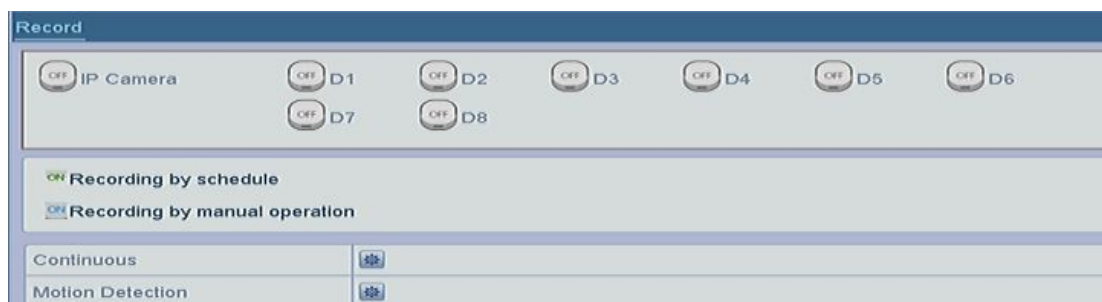 Record
OFF IP Camera OFF D1 OFF D2 OFF D3 OFF D4 OFF D5 OFF D6
OFF D7 OFF D8
ON Recording by schedule
ON Recording by manual operation
Continuous
Motion Detection